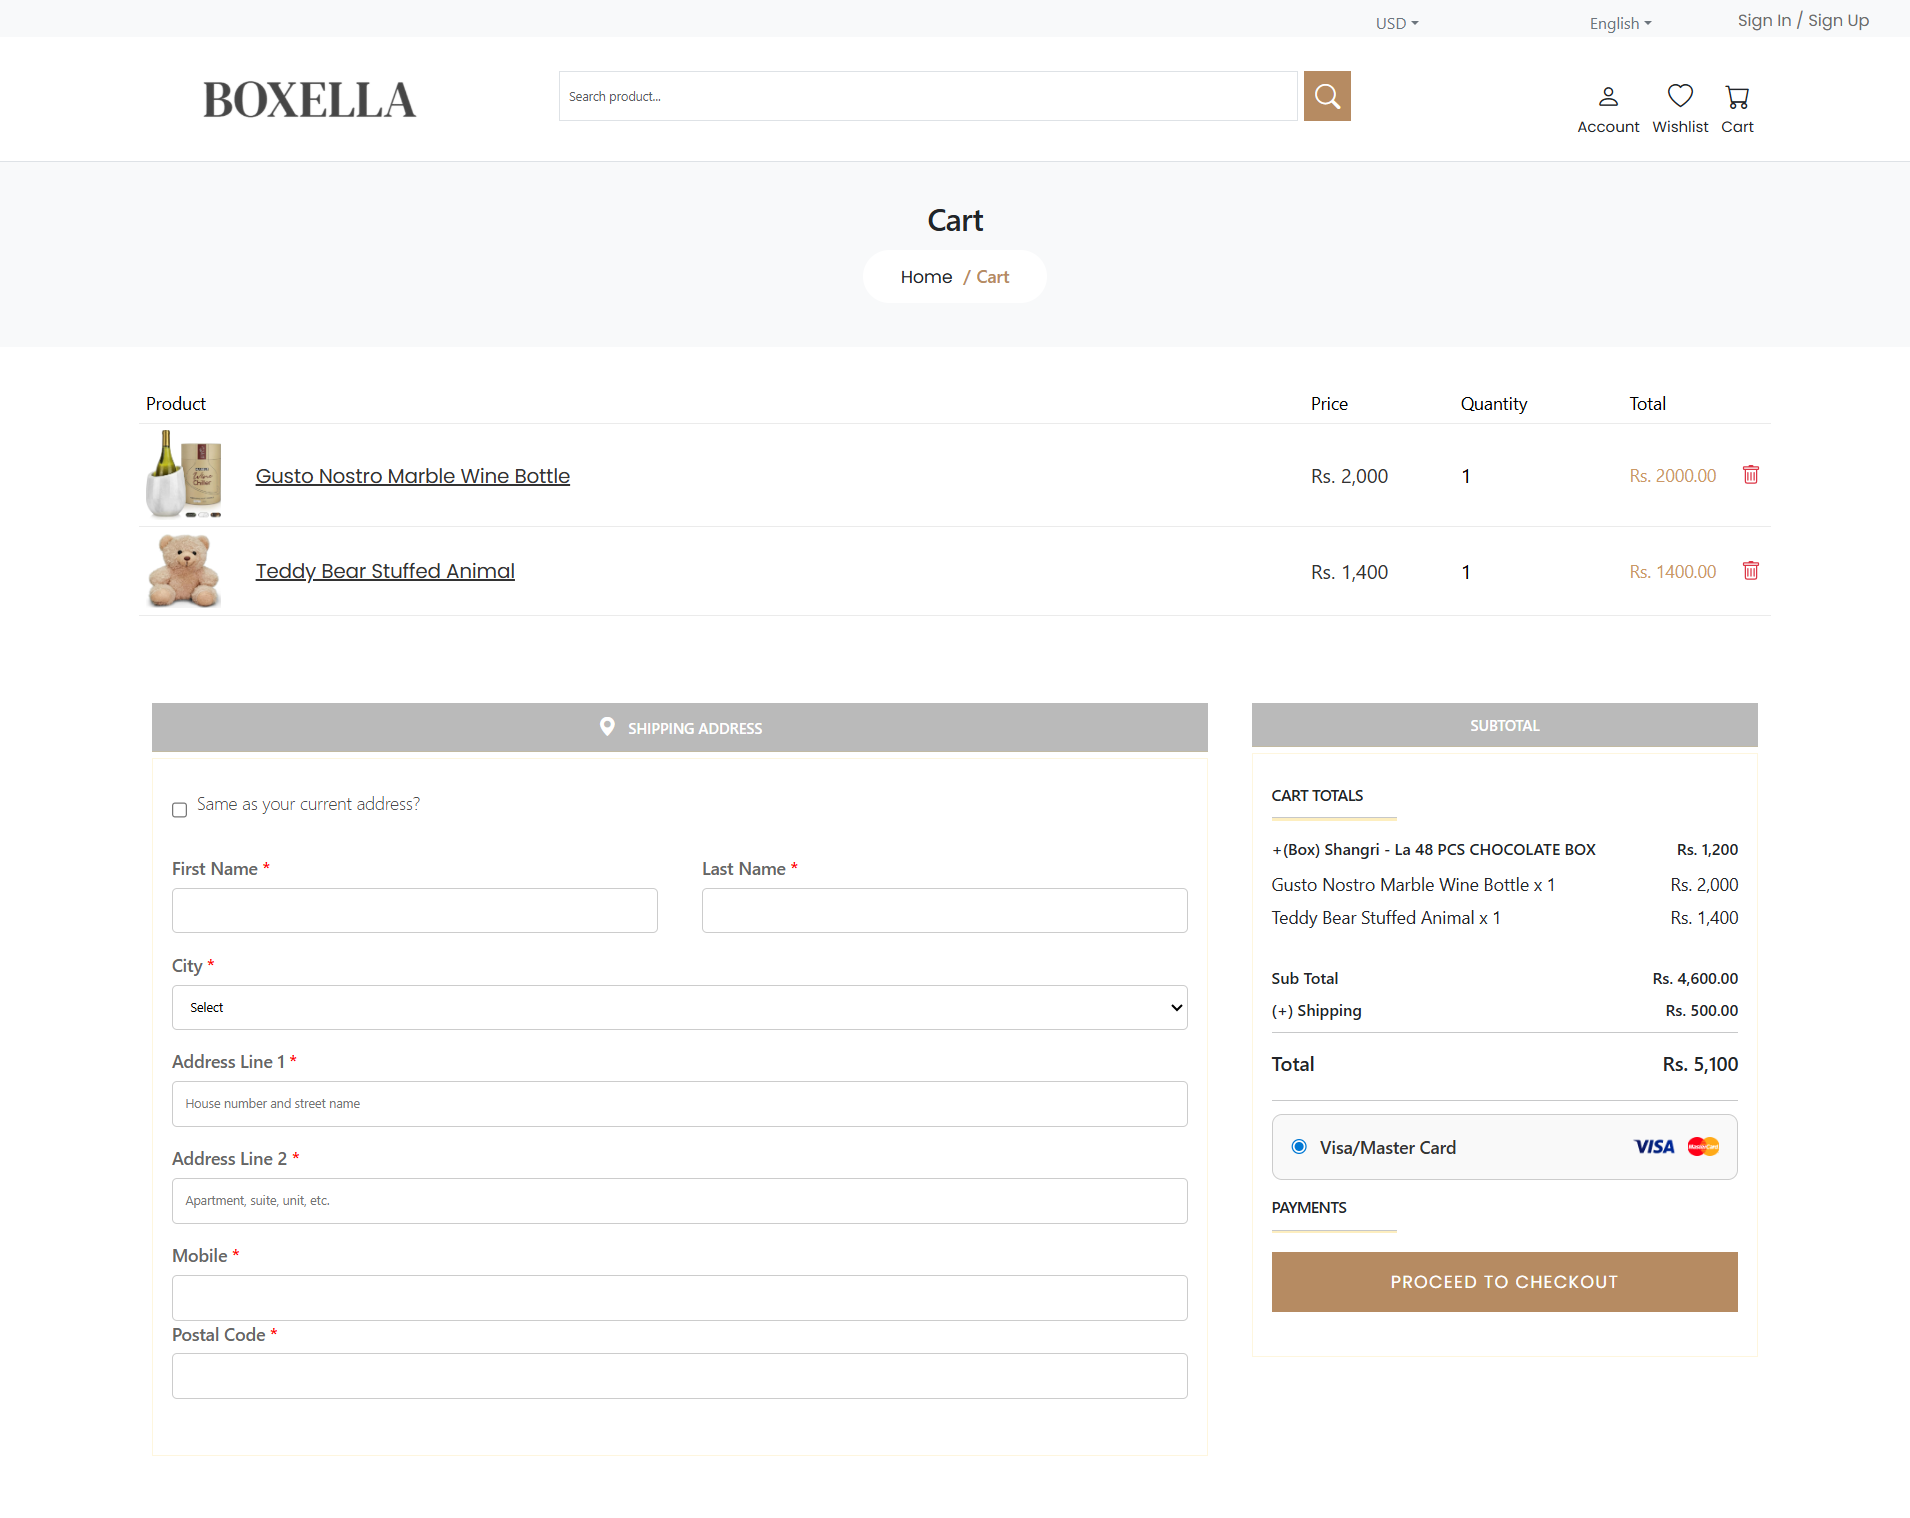 USD
English
Sign In / Sign Up
BOXELLA
Search product...
Account
Wishlist
Cart
Cart
Home / Cart
Product Price Quantity Total
Gusto Nostro Marble Wine Bottle Rs. 2,000 1 Rs. 2000.00
Teddy Bear Stuffed Animal Rs. 1,400 1 Rs. 1400.00
SHIPPING ADDRESS
Same as your current address?
First Name *
Last Name *
City *
Select
Address Line 1 *
House number and street name
Address Line 2 *
Apartment, suite, unit, etc.
Mobile *
Postal Code *
SUBTOTAL
CART TOTALS
+(Box) Shangri - La 48 PCS CHOCOLATE BOX Rs. 1,200
Gusto Nostro Marble Wine Bottle x 1 Rs. 2,000
Teddy Bear Stuffed Animal x 1 Rs. 1,400
Sub Total Rs. 4,600.00
(+) Shipping Rs. 500.00
Total Rs. 5,100
Visa/Master Card VISA MasterCard
PAYMENTS
PROCEED TO CHECKOUT